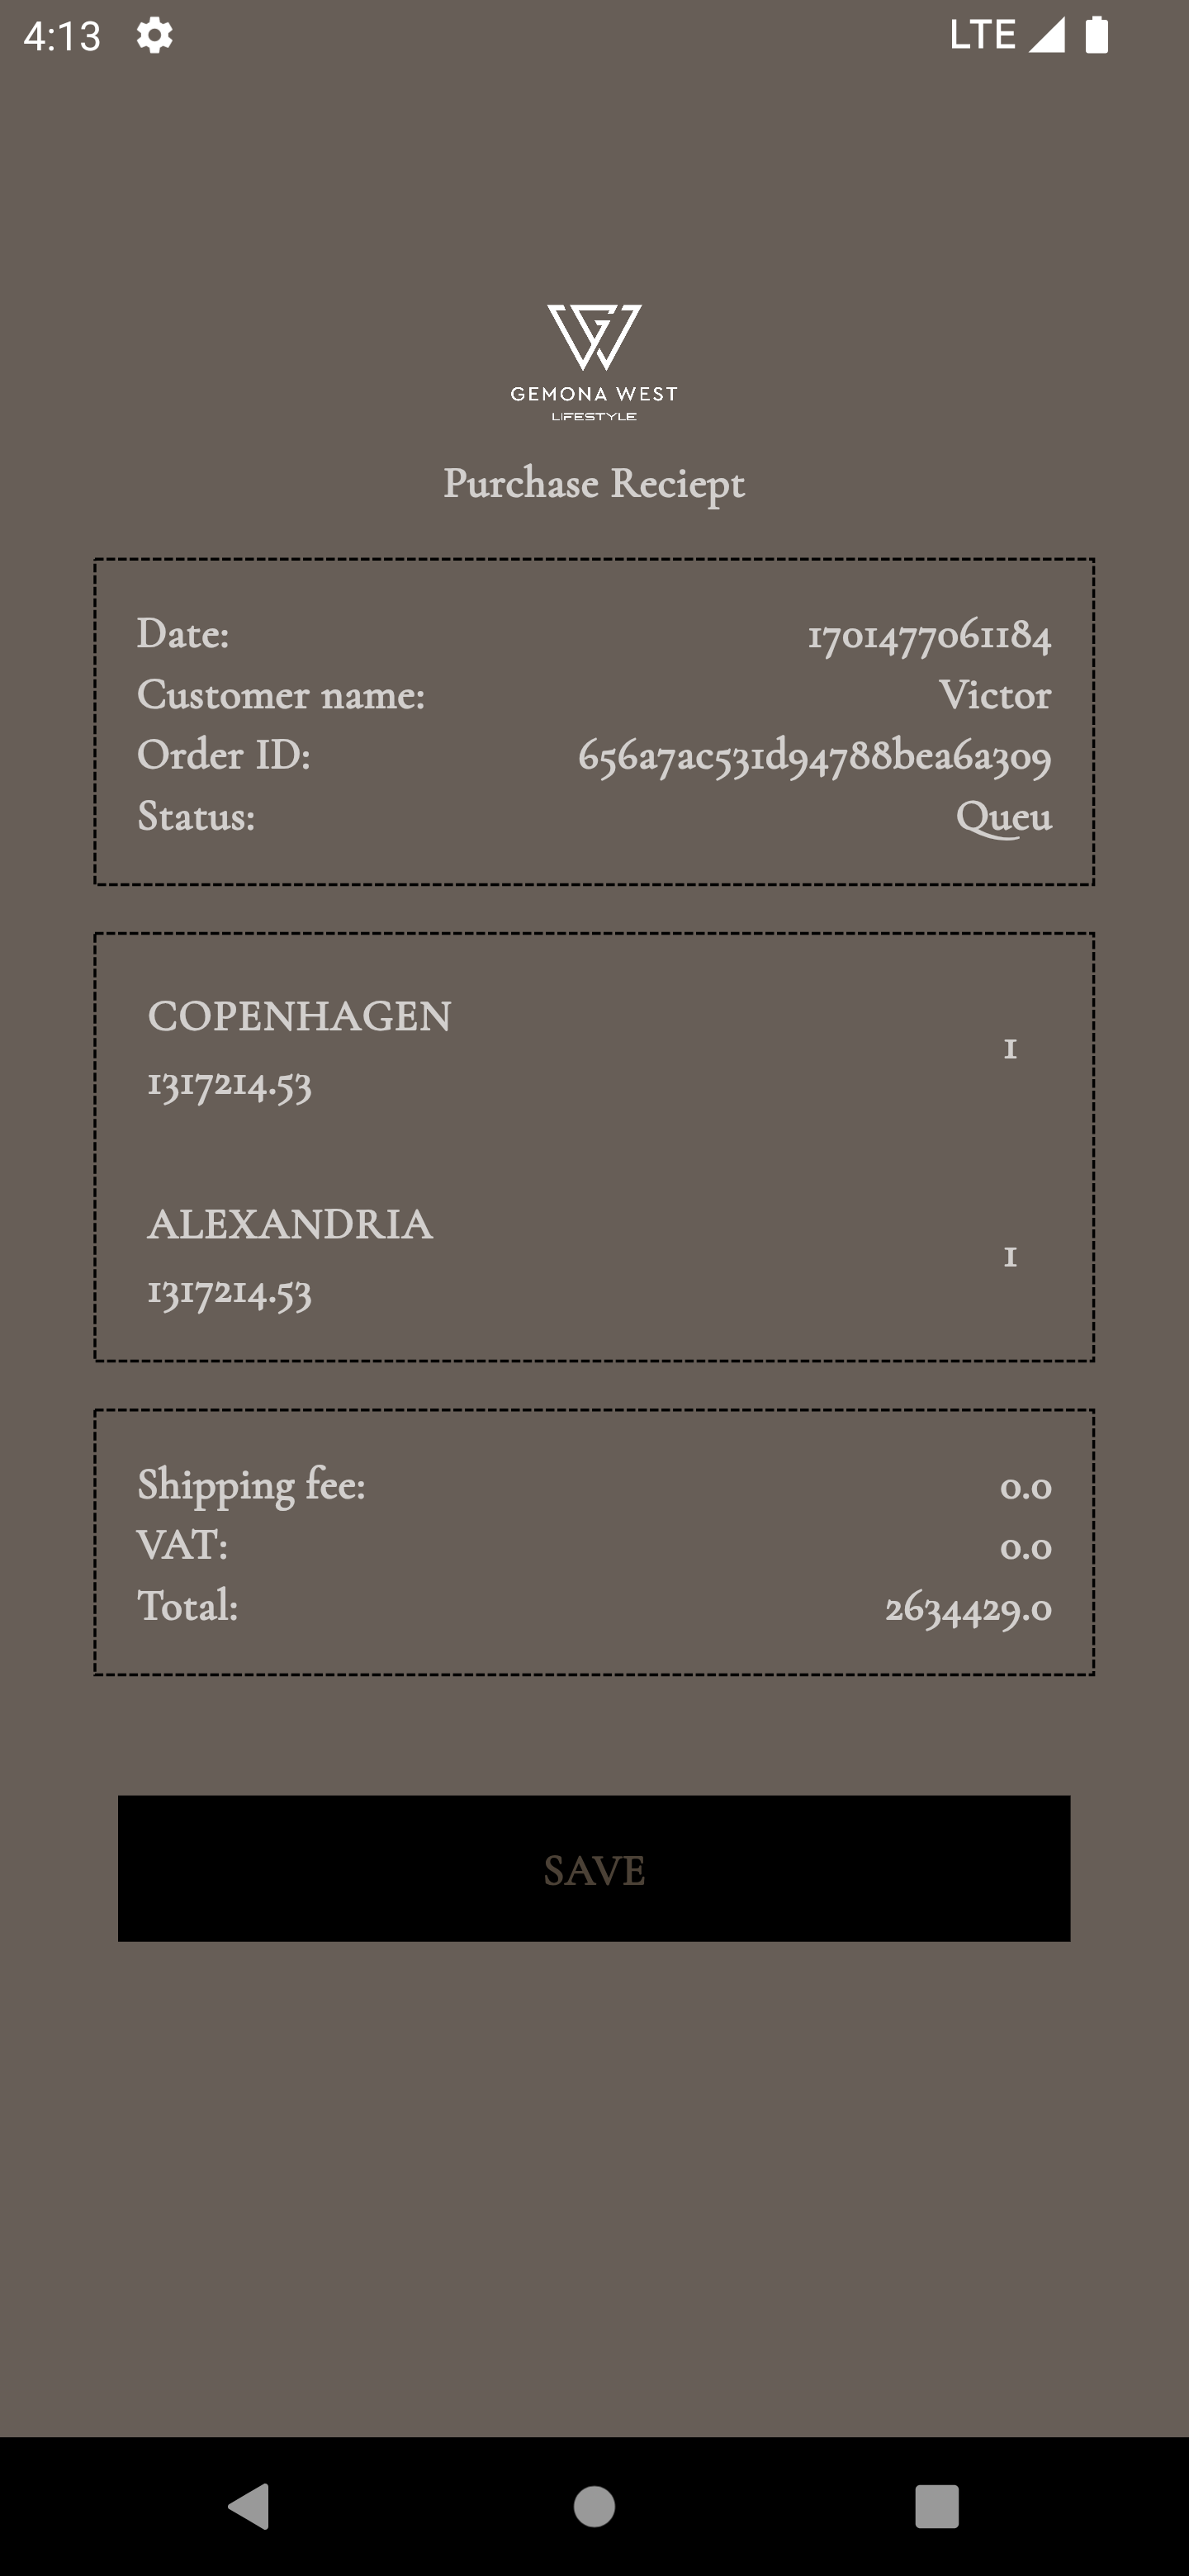 4:13 LTE
GEMONA WEST
LIFESTYLE
Purchase Reciept
Date: 1701477061184
Customer name: Victor
Order ID: 656a7ac531d94788bea6a309
Status: Queu
COPENHAGEN
1
1317214.53
ALEXANDRIA
1
1317214.53
Shipping fee: 0.0
VAT: 0.0
Total: 2634429.0
SAVE